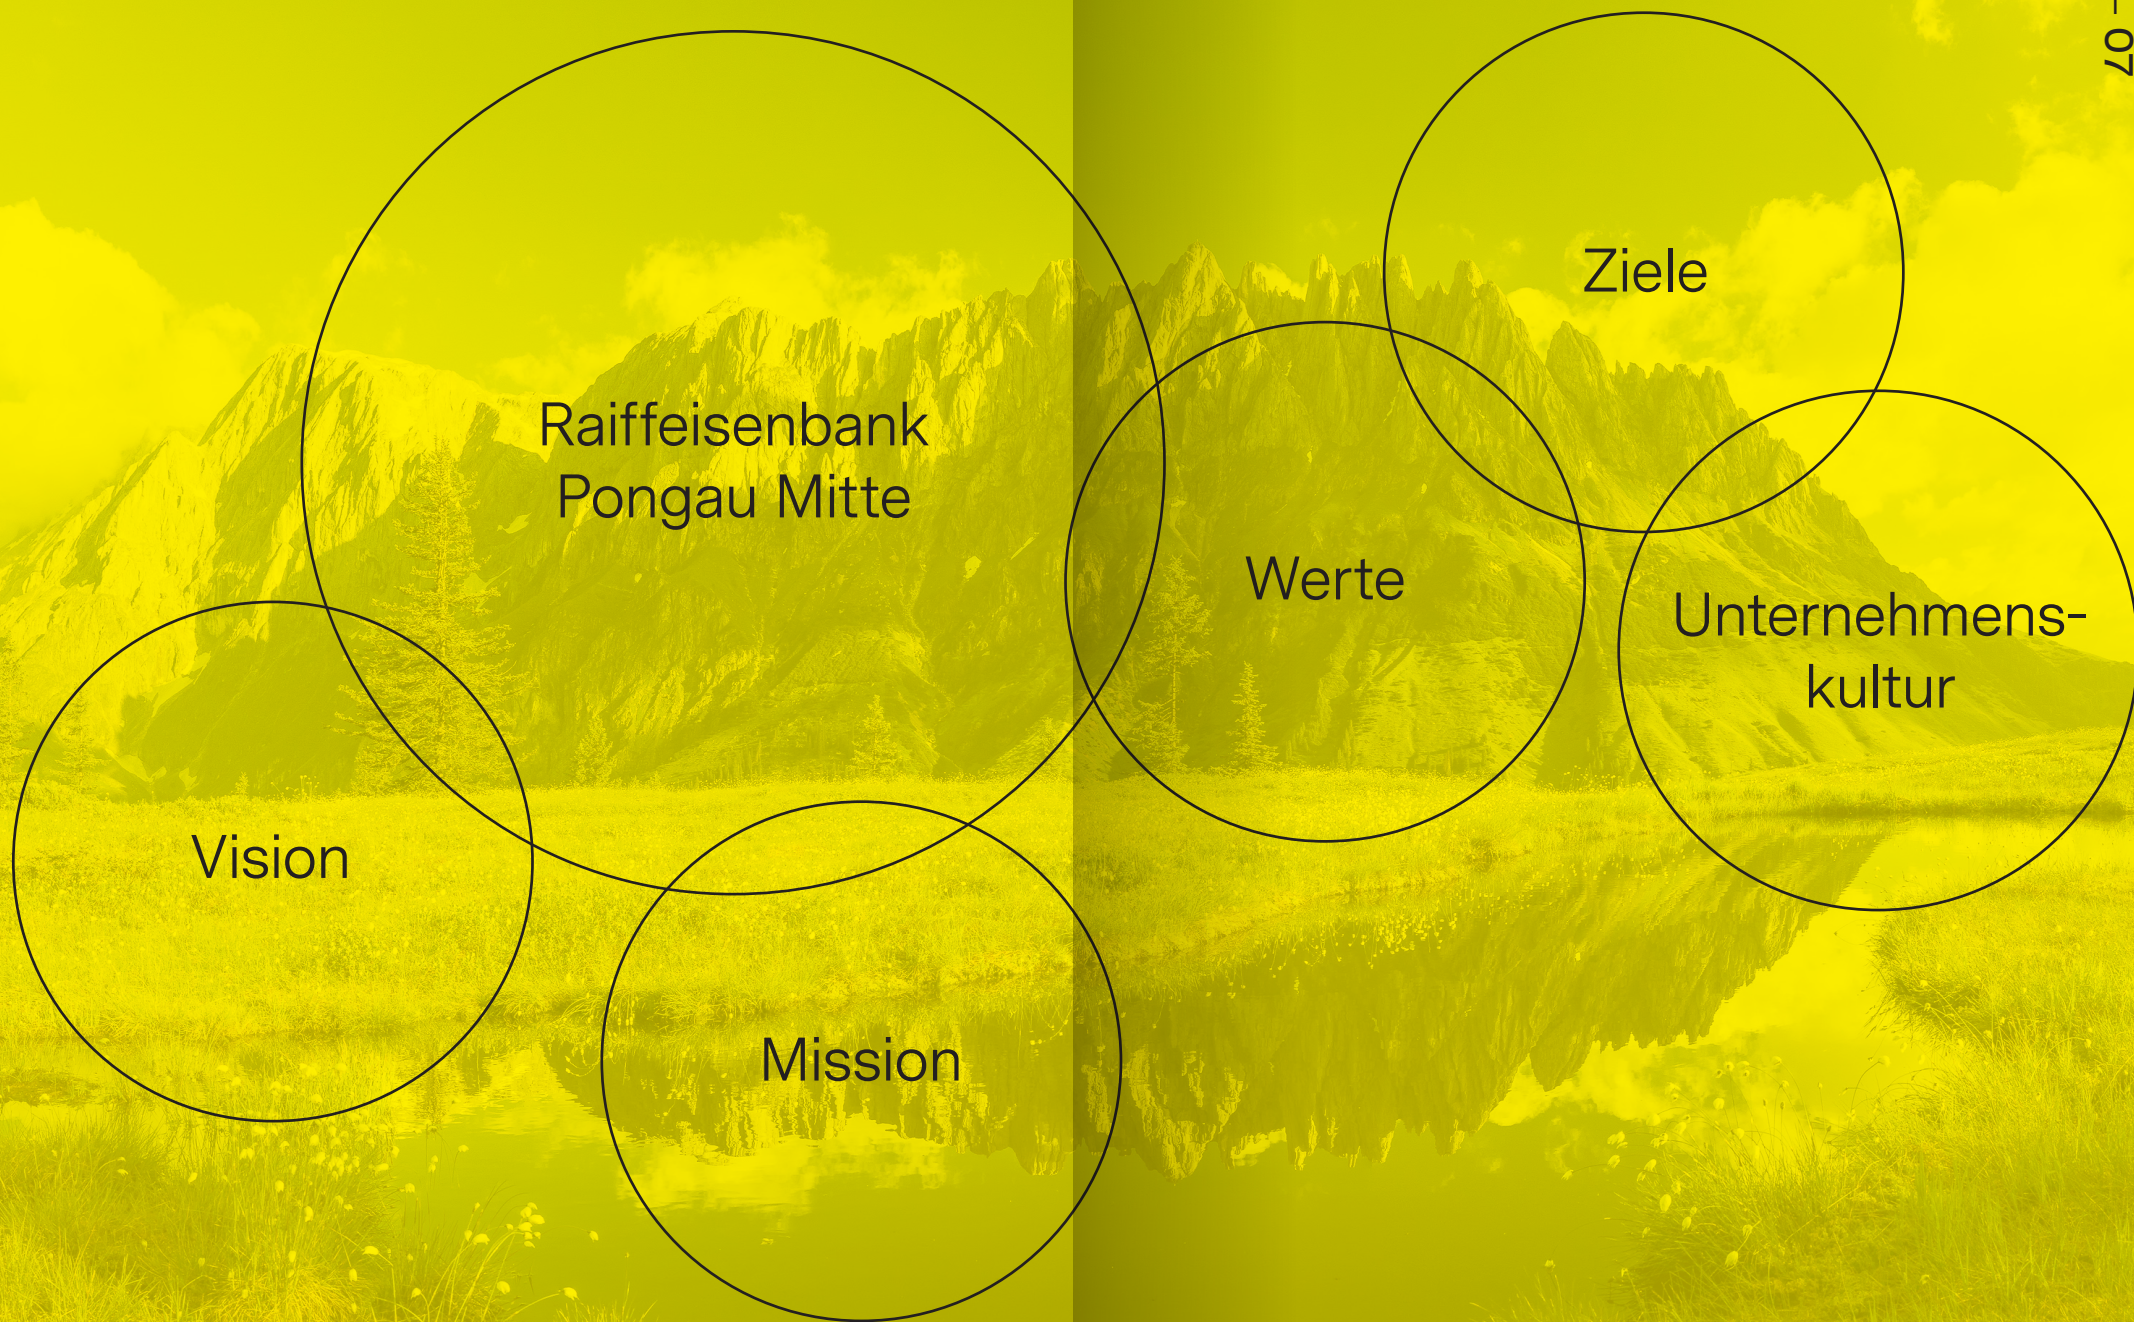 – 07
Ziele
Raiffeisenbank
Pongau Mitte
Werte
Unternehmens-
kultur
Vision
Mission